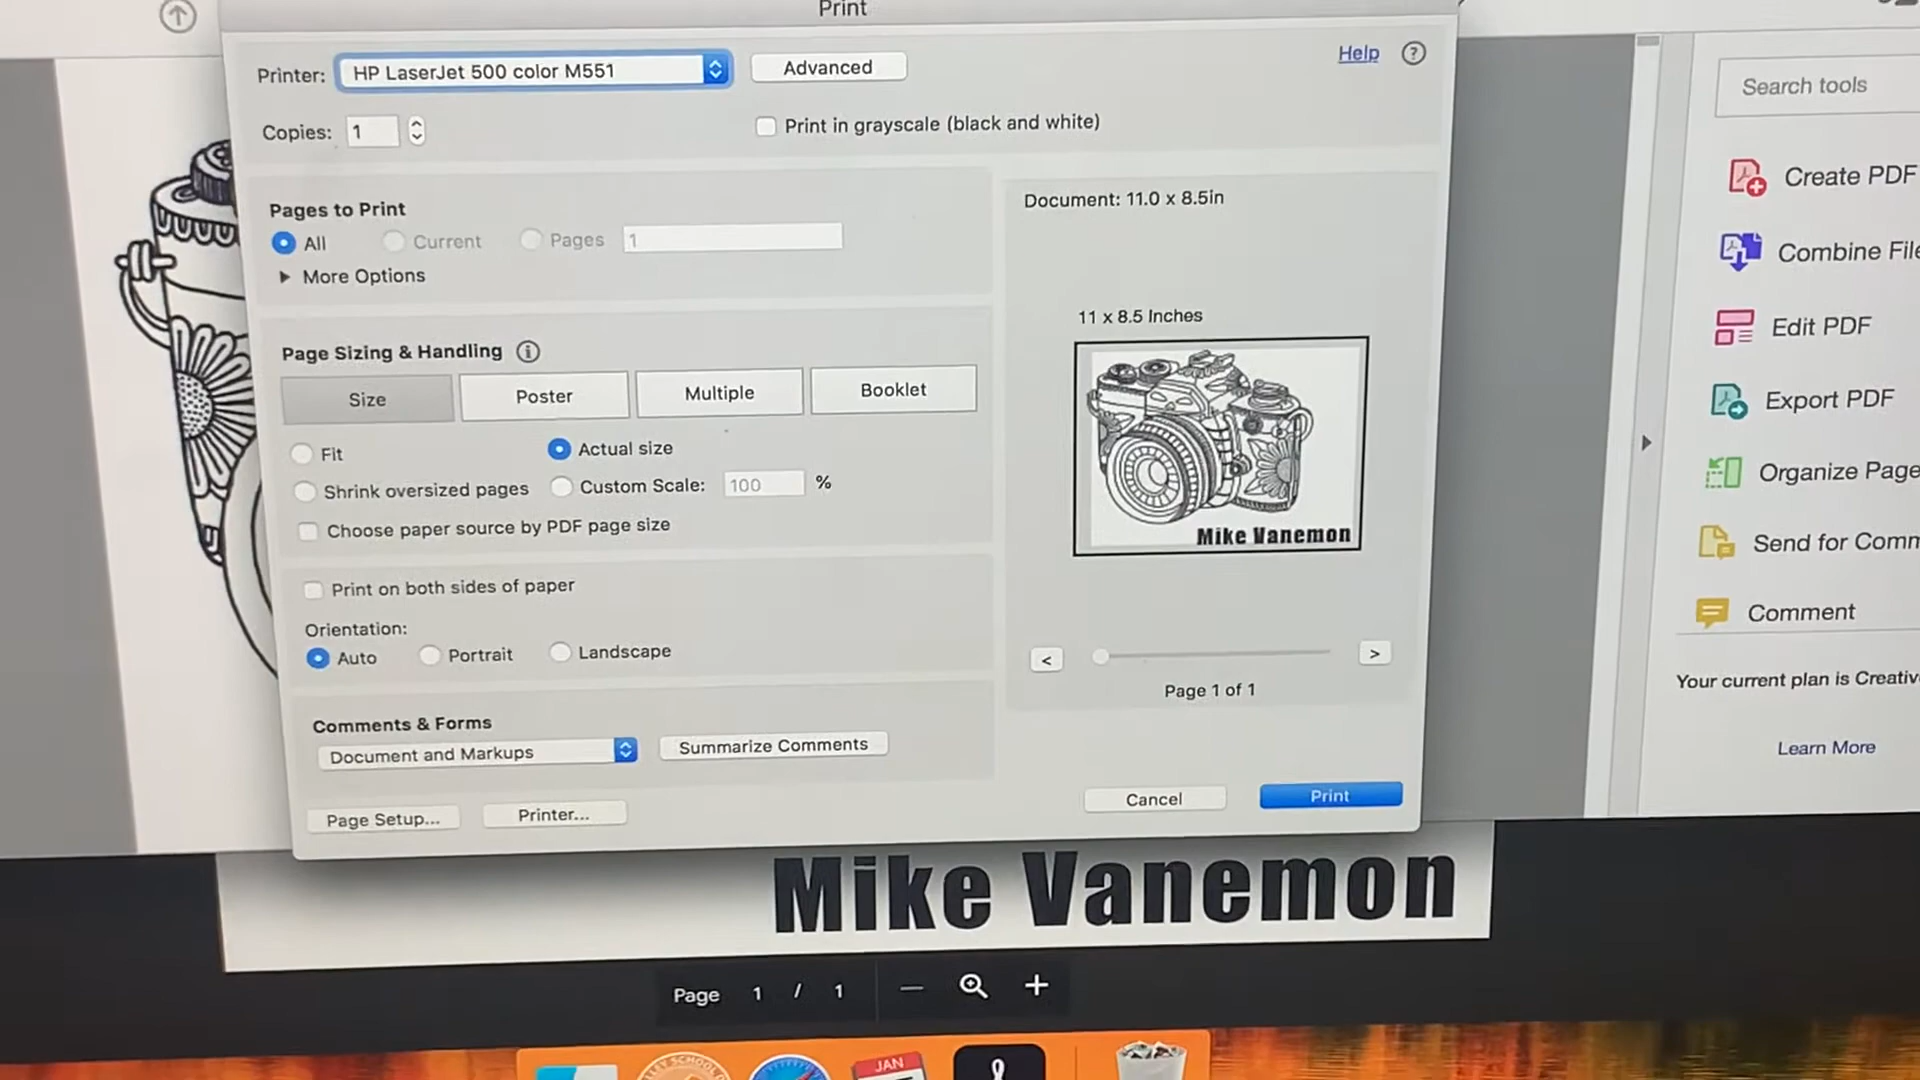 Print
Printer: HP LaserJet 500 color M551 Advanced Help ?
Copies: 1 Print in grayscale (black and white)
Pages to Print
All Current Pages 1
More Options
Page Sizing & Handling i
Size Poster Multiple Booklet
Fit Actual size
Shrink oversized pages Custom Scale: 100 %
Choose paper source by PDF page size
Print on both sides of paper
Orientation:
Auto Portrait Landscape
Comments & Forms
Document and Markups Summarize Comments
Page Setup... Printer...
Document: 11.0 x 8.5in
11 x 8.5 Inches
Mike Vanemon
< >
Page 1 of 1
Cancel Print
Search tools
Create PDF
Combine File
Edit PDF
Export PDF
Organize Page
Send for Comm
Comment
Your current plan is Creativ
Learn More
Mike Vanemon
Page 1 / 1 — +
JAN